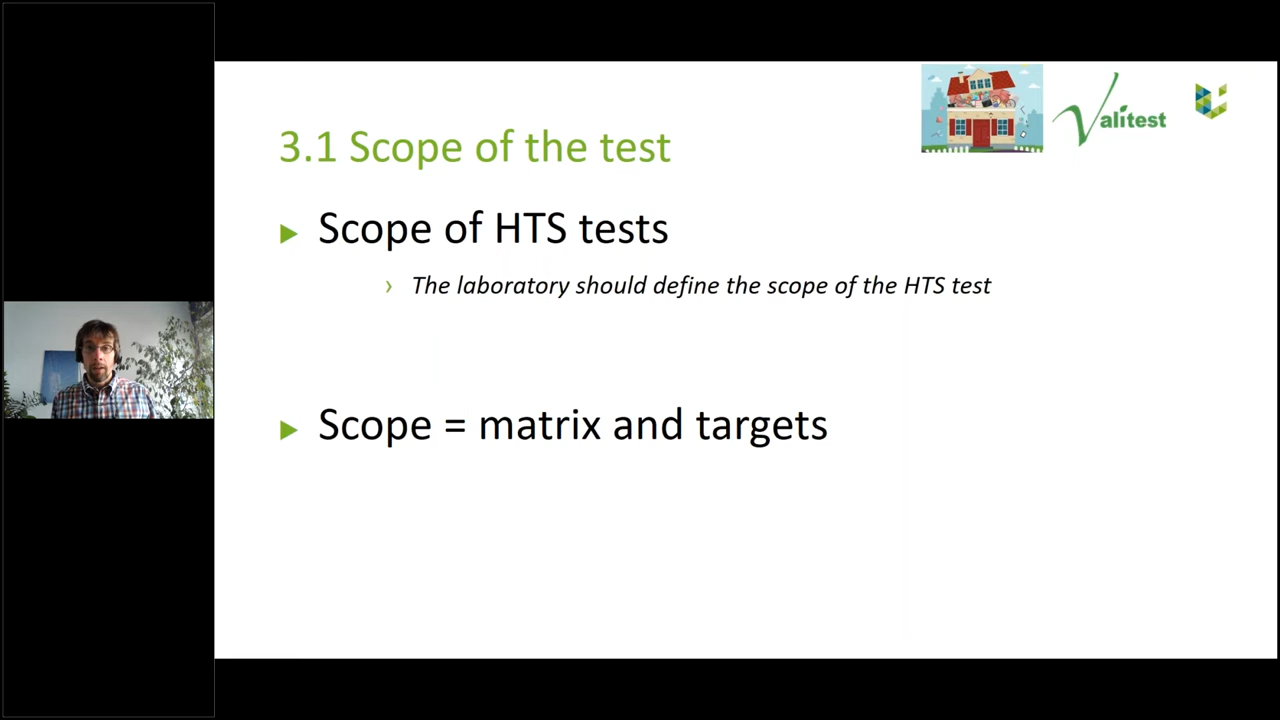 Valitest
3.1 Scope of the test
Scope of HTS tests
The laboratory should define the scope of the HTS test
Scope = matrix and targets